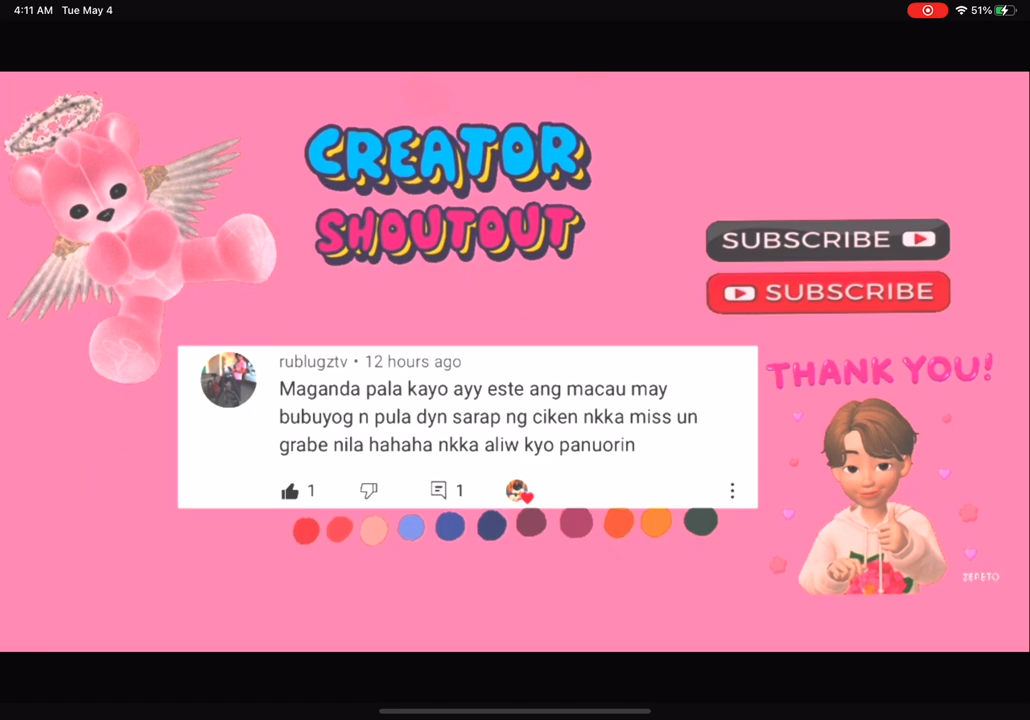 4:11 AM Tue May 4
51%
CREATOR
SHOUTOUT
SUBSCRIBE
SUBSCRIBE
rublugztv • 12 hours ago
Maganda pala kayo ayy este ang macau may
bubuyog n pula dyn sarap ng ciken nkka miss un
grabe nila hahaha nkka aliw kyo panuorin
1
1
THANK YOU!
ZEPETO